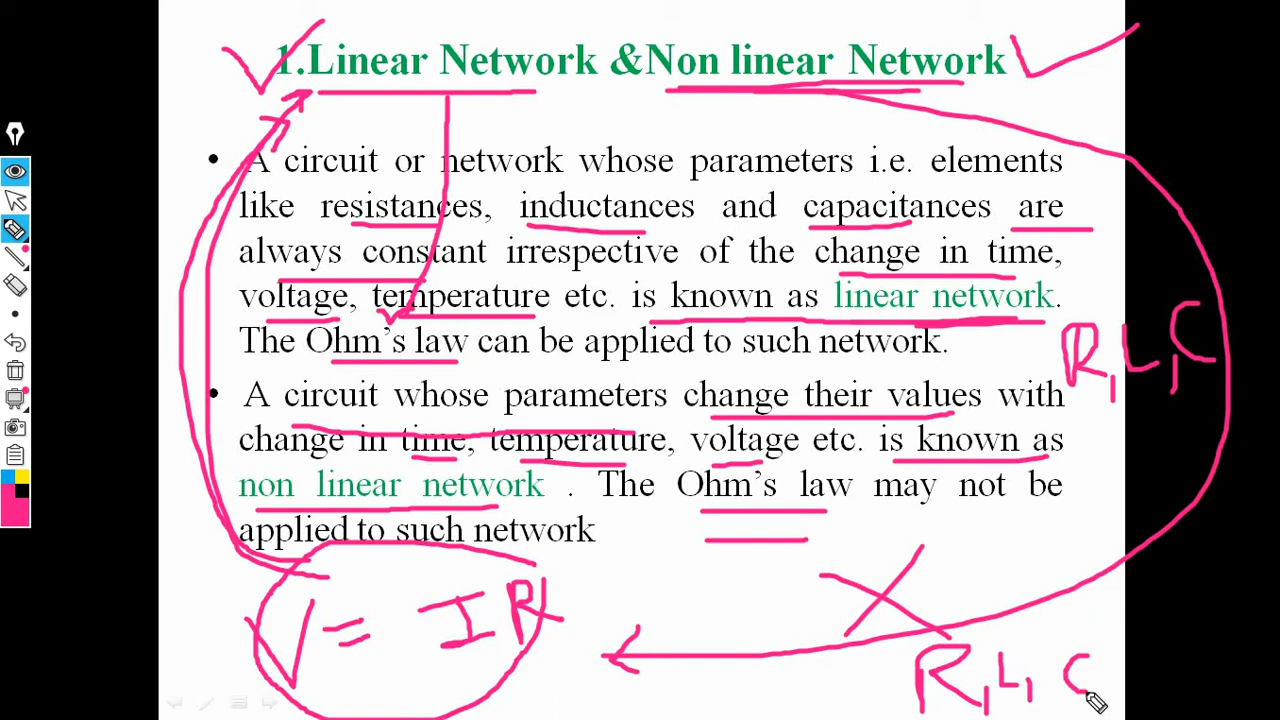 1.Linear Network &Non linear Network
• A circuit or network whose parameters i.e. elements
like resistances, inductances and capacitances are
always constant irrespective of the change in time,
voltage, temperature etc. is known as linear network.
The Ohm's law can be applied to such network.
R, L, C
• A circuit whose parameters change their values with
change in time, temperature, voltage etc. is known as
non linear network . The Ohm's law may not be
applied to such network
V = IR
R, L, C